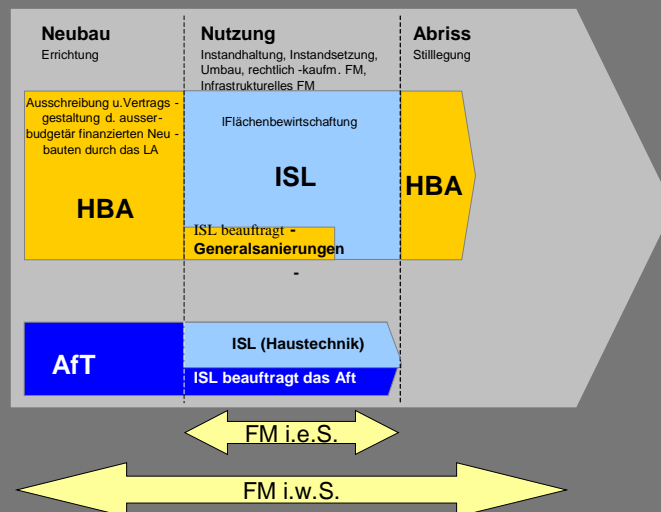 Neubau
Errichtung
Nutzung
Instandhaltung, Instandsetzung,
Umbau, rechtlich -kaufm. FM,
Infrastrukturelles FM
Abriss
Stilllegung
Ausschreibung u.Vertrags -
gestaltung d. ausser-
budgetär finanzierten Neu -
bauten durch das LA
HBA
IFlächenbewirtschaftung
ISL
ISL beauftragt -
Generalsanierungen
-
HBA
AfT
ISL (Haustechnik)
ISL beauftragt das Aft
FM i.e.S.
FM i.w.S.